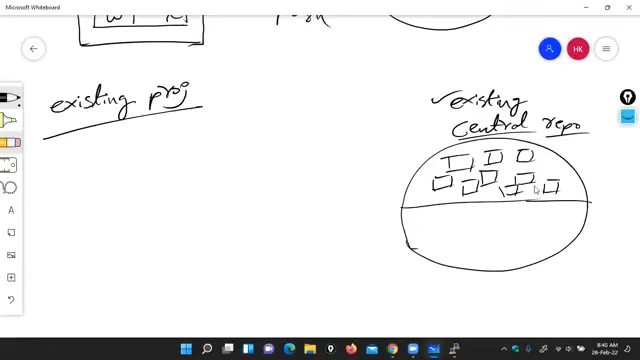 Microsoft Whiteboard
HK
existing proj
✓existing
central repo
A
8:45 AM
28-Feb-22